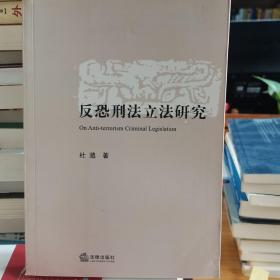 反恐刑法立法研究
On Anti-terrorism Criminal Legislation
杜邈 著
法律出版社
外